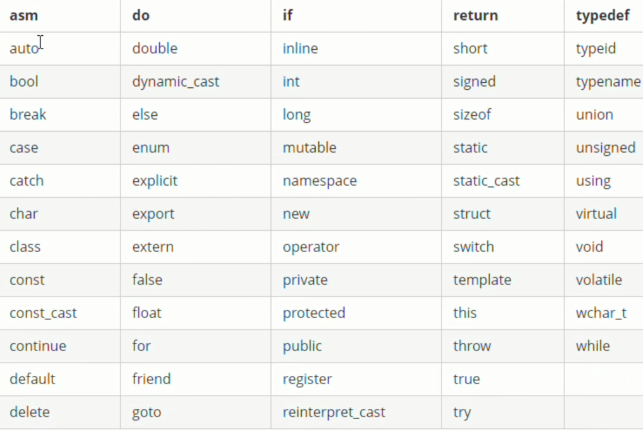 asm do if return typedef
auto double inline short typeid
bool dynamic_cast int signed typename
break else long sizeof union
case enum mutable static unsigned
catch explicit namespace static_cast using
char export new struct virtual
class extern operator switch void
const false private template volatile
const_cast float protected this wchar_t
continue for public throw while
default friend register true
delete goto reinterpret_cast try